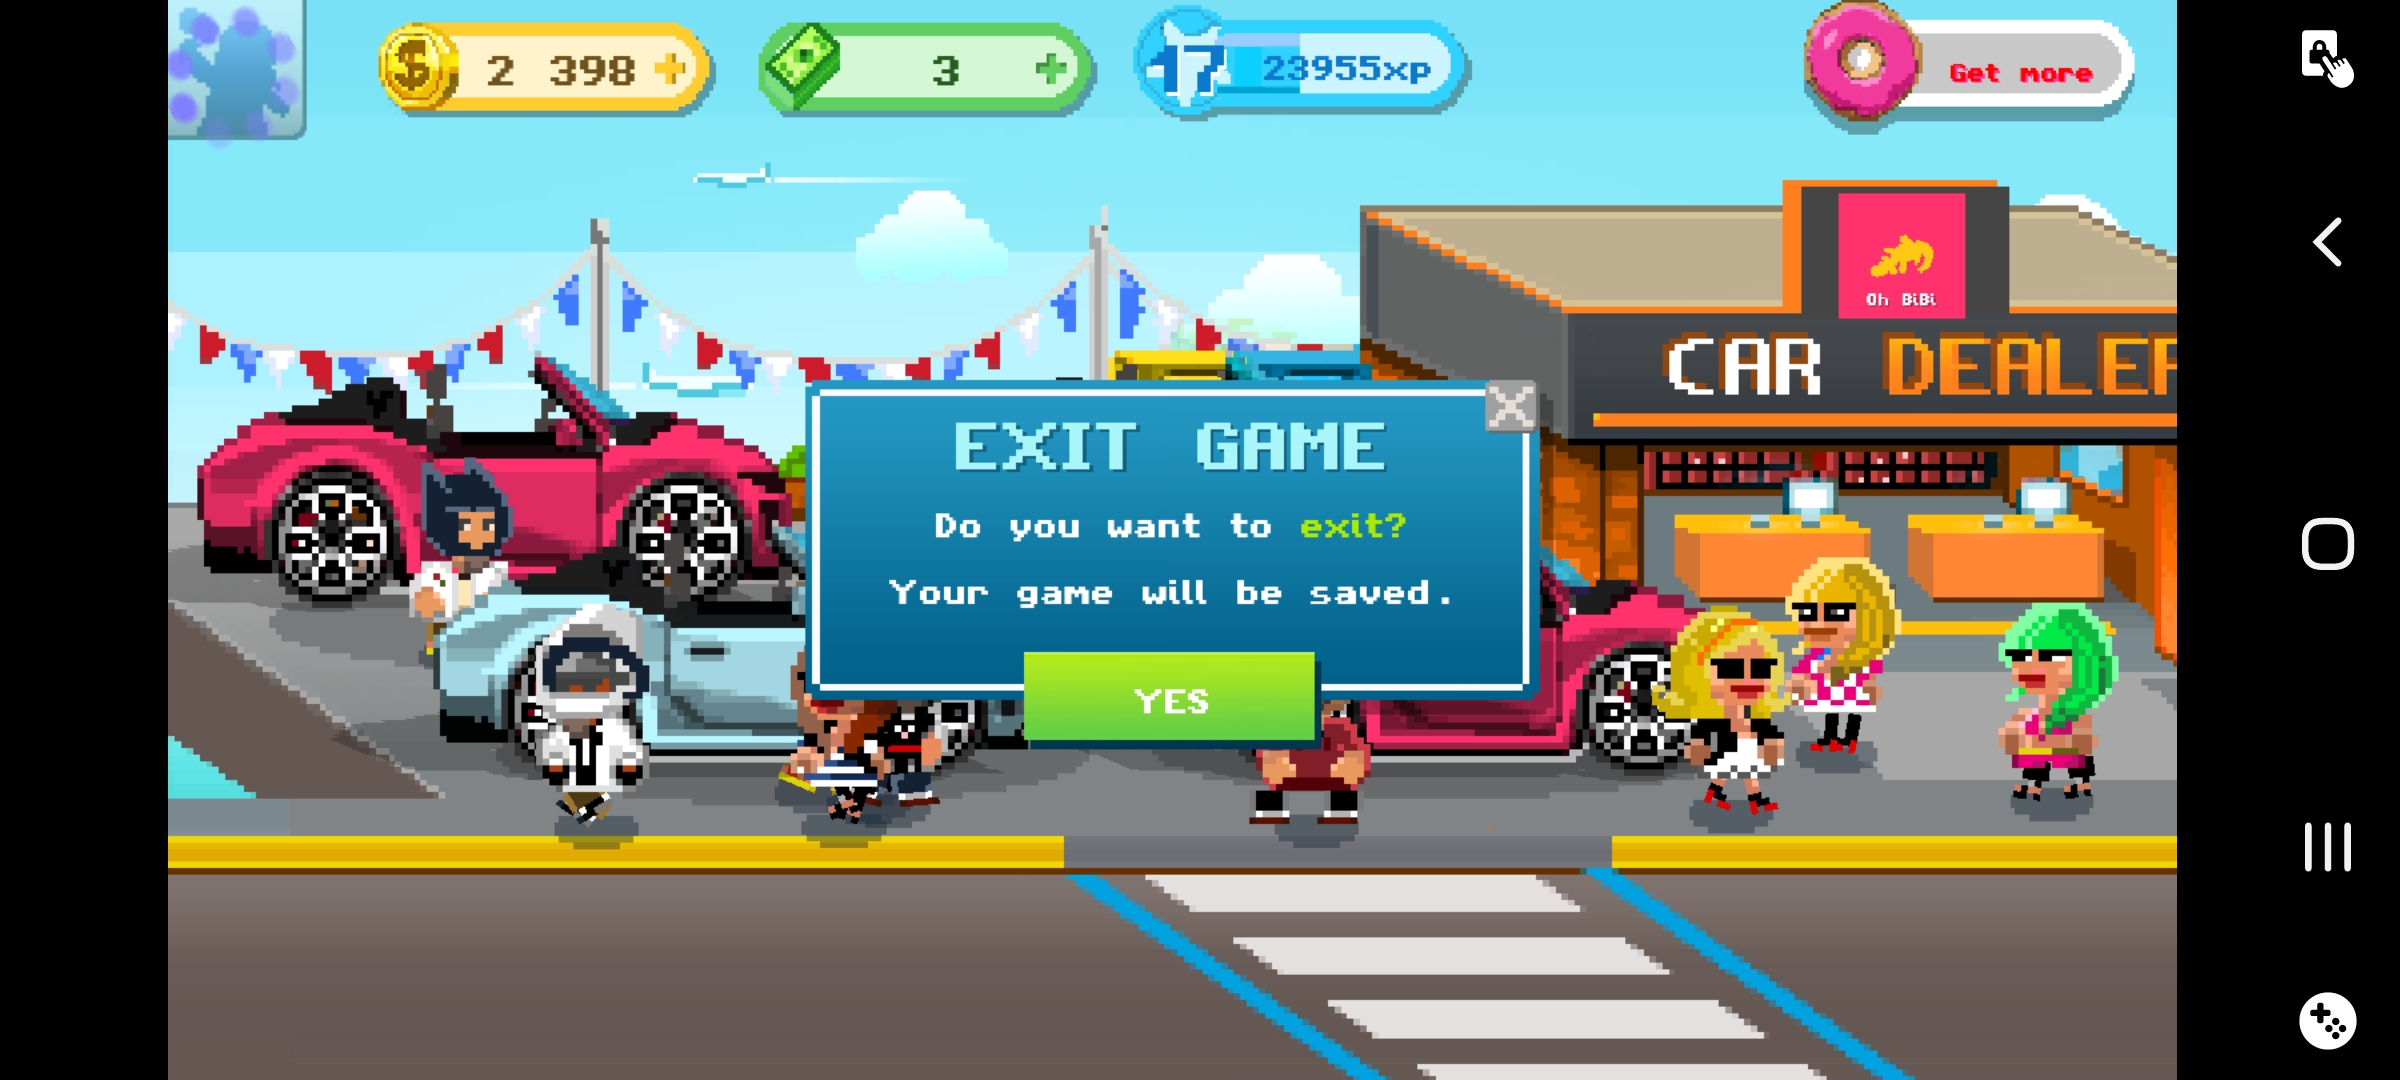 2 398 +
3 +
17 23955xp
Get more
Oh BiBi
CAR DEALER
EXIT GAME
Do you want to exit?
Your game will be saved.
YES